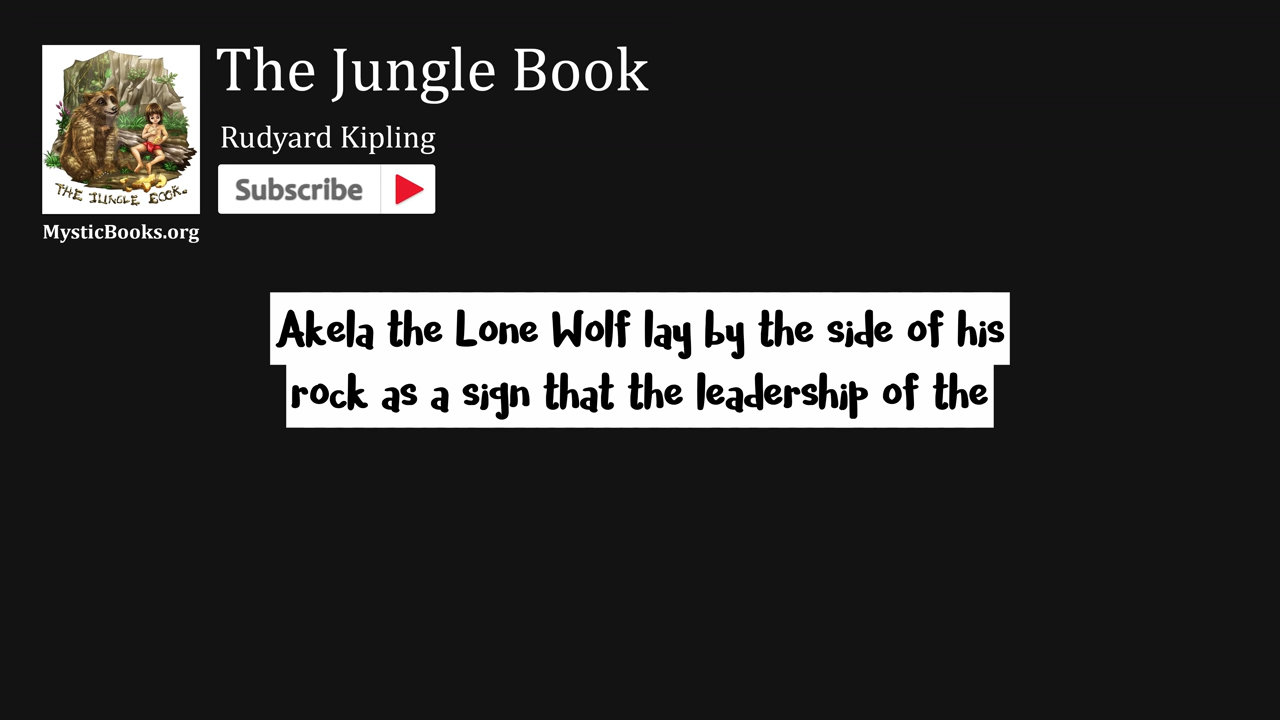 The Jungle Book
Rudyard Kipling
Subscribe
THE JUNGLE BOOK.
MysticBooks.org
Akela the Lone Wolf lay by the side of his
rock as a sign that the leadership of the